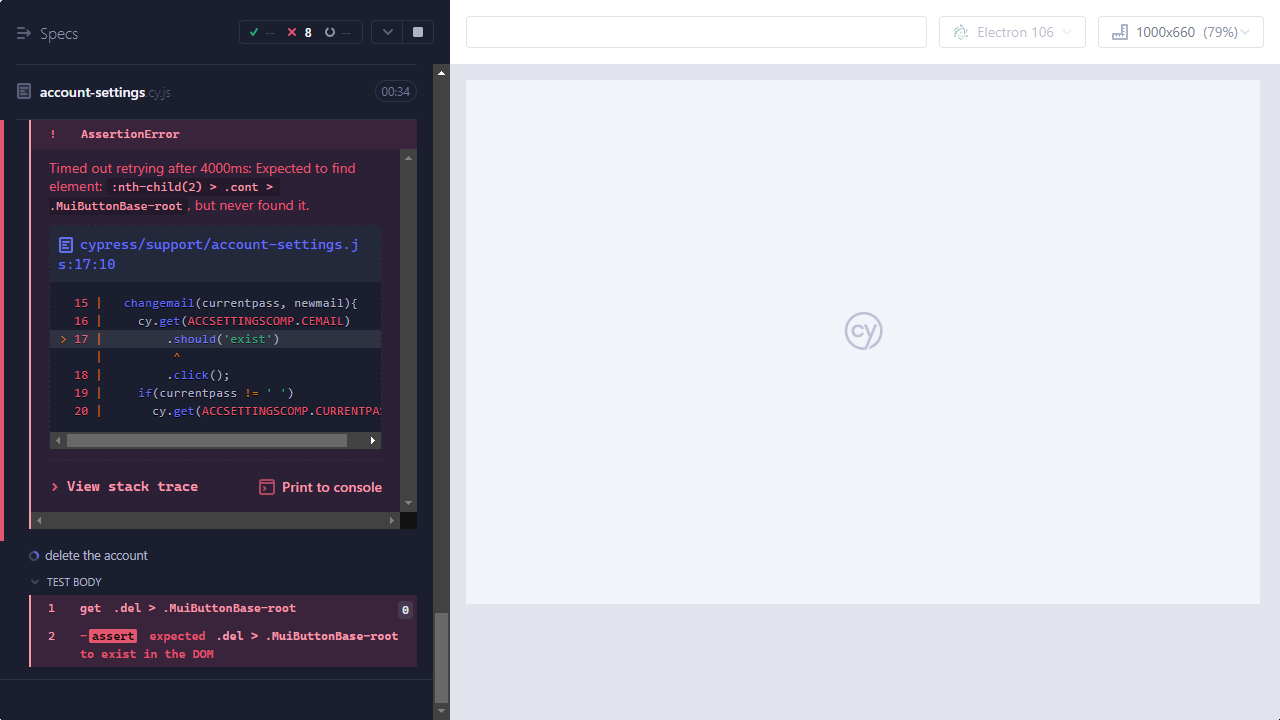 Specs
-- 8 --
Electron 106
1000x660 (79%)
account-settings.cy.js
00:34
! AssertionError
Timed out retrying after 4000ms: Expected to find
element: :nth-child(2) > .cont >
.MuiButtonBase-root, but never found it.
cypress/support/account-settings.j
s:17:10
15 | changemail(currentpass, newmail){
16 | cy.get(ACCSETTINGSCOMP.CEMAIL)
> 17 | .should('exist')
| ^
18 | .click();
19 | if(currentpass != ' ')
20 | cy.get(ACCSETTINGSCOMP.CURRENTPA
> View stack trace
Print to console
delete the account
TEST BODY
1 get .del > .MuiButtonBase-root 0
2 -assert expected .del > .MuiButtonBase-root
to exist in the DOM
cy